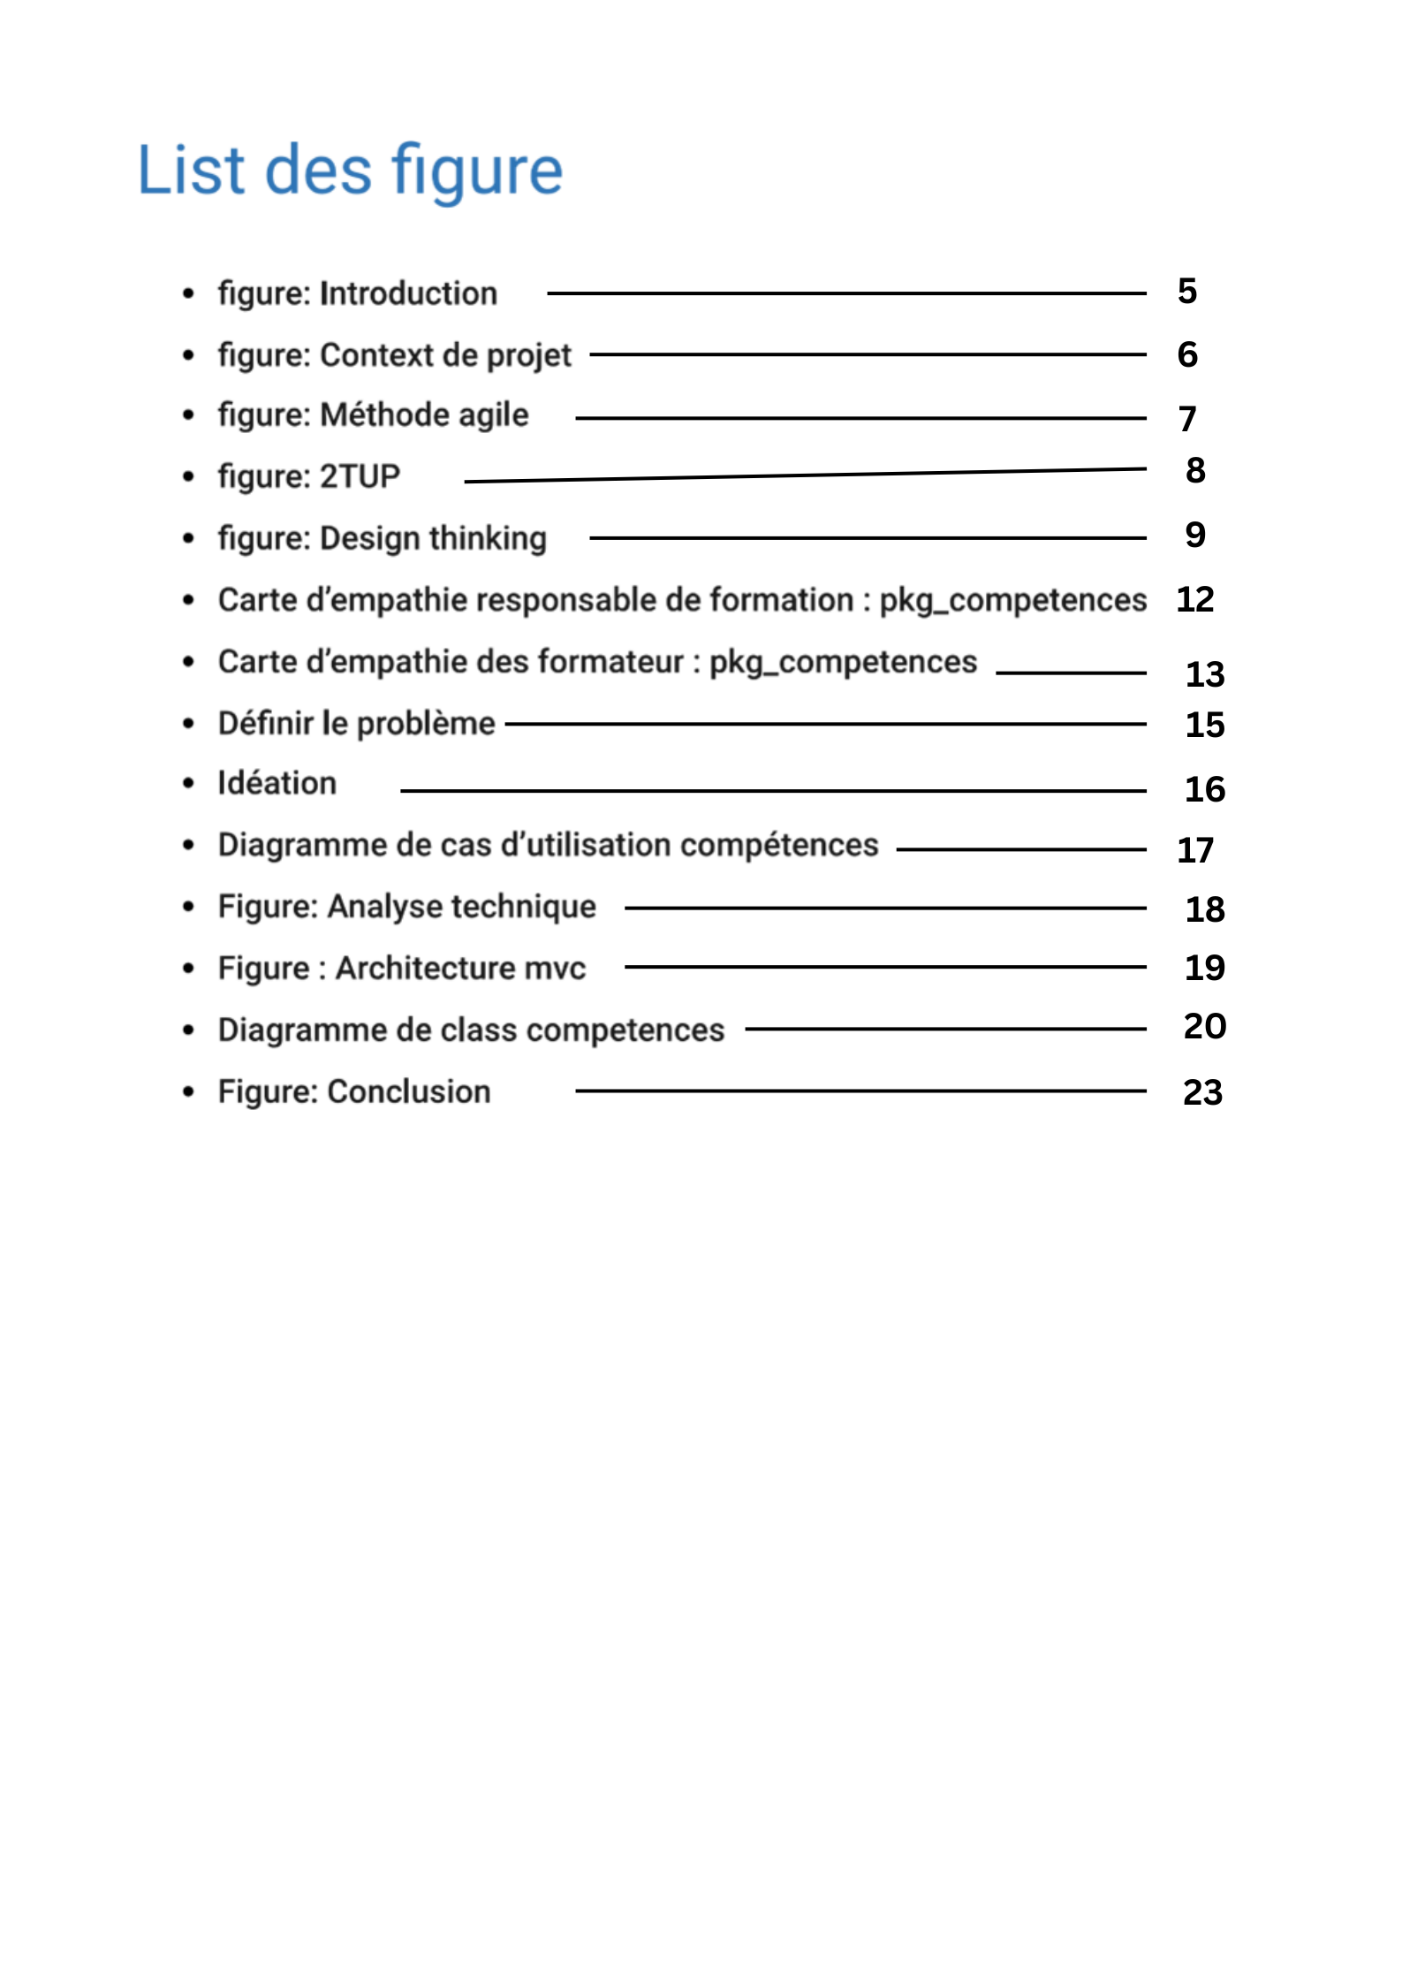 List des figure
• figure: Introduction 5
• figure: Context de projet 6
• figure: Méthode agile 7
• figure: 2TUP 8
• figure: Design thinking 9
• Carte d’empathie responsable de formation : pkg_competences 12
• Carte d’empathie des formateur : pkg_competences 13
• Définir le problème 15
• Idéation 16
• Diagramme de cas d’utilisation compétences 17
• Figure: Analyse technique 18
• Figure : Architecture mvc 19
• Diagramme de class competences 20
• Figure: Conclusion 23